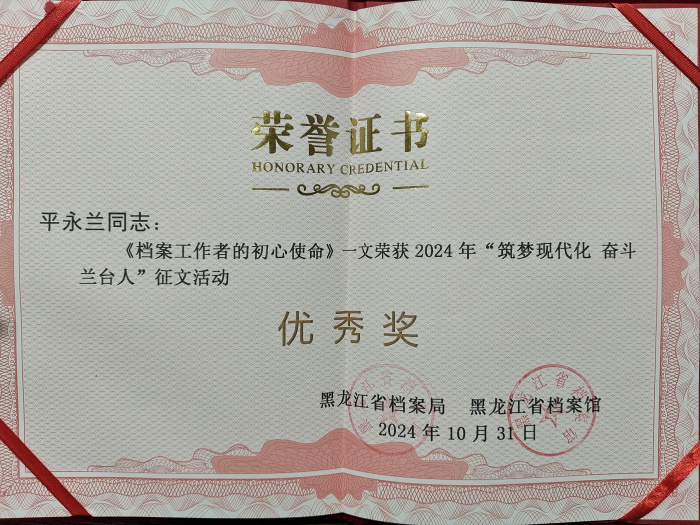 荣誉证书
HONORARY CREDENTIAL
平永兰同志：
《档案工作者的初心使命》一文荣获 2024 年“筑梦现代化 奋斗
兰台人”征文活动
优秀奖
黑龙江省档案局 黑龙江省档案馆
2024 年 10 月 31 日